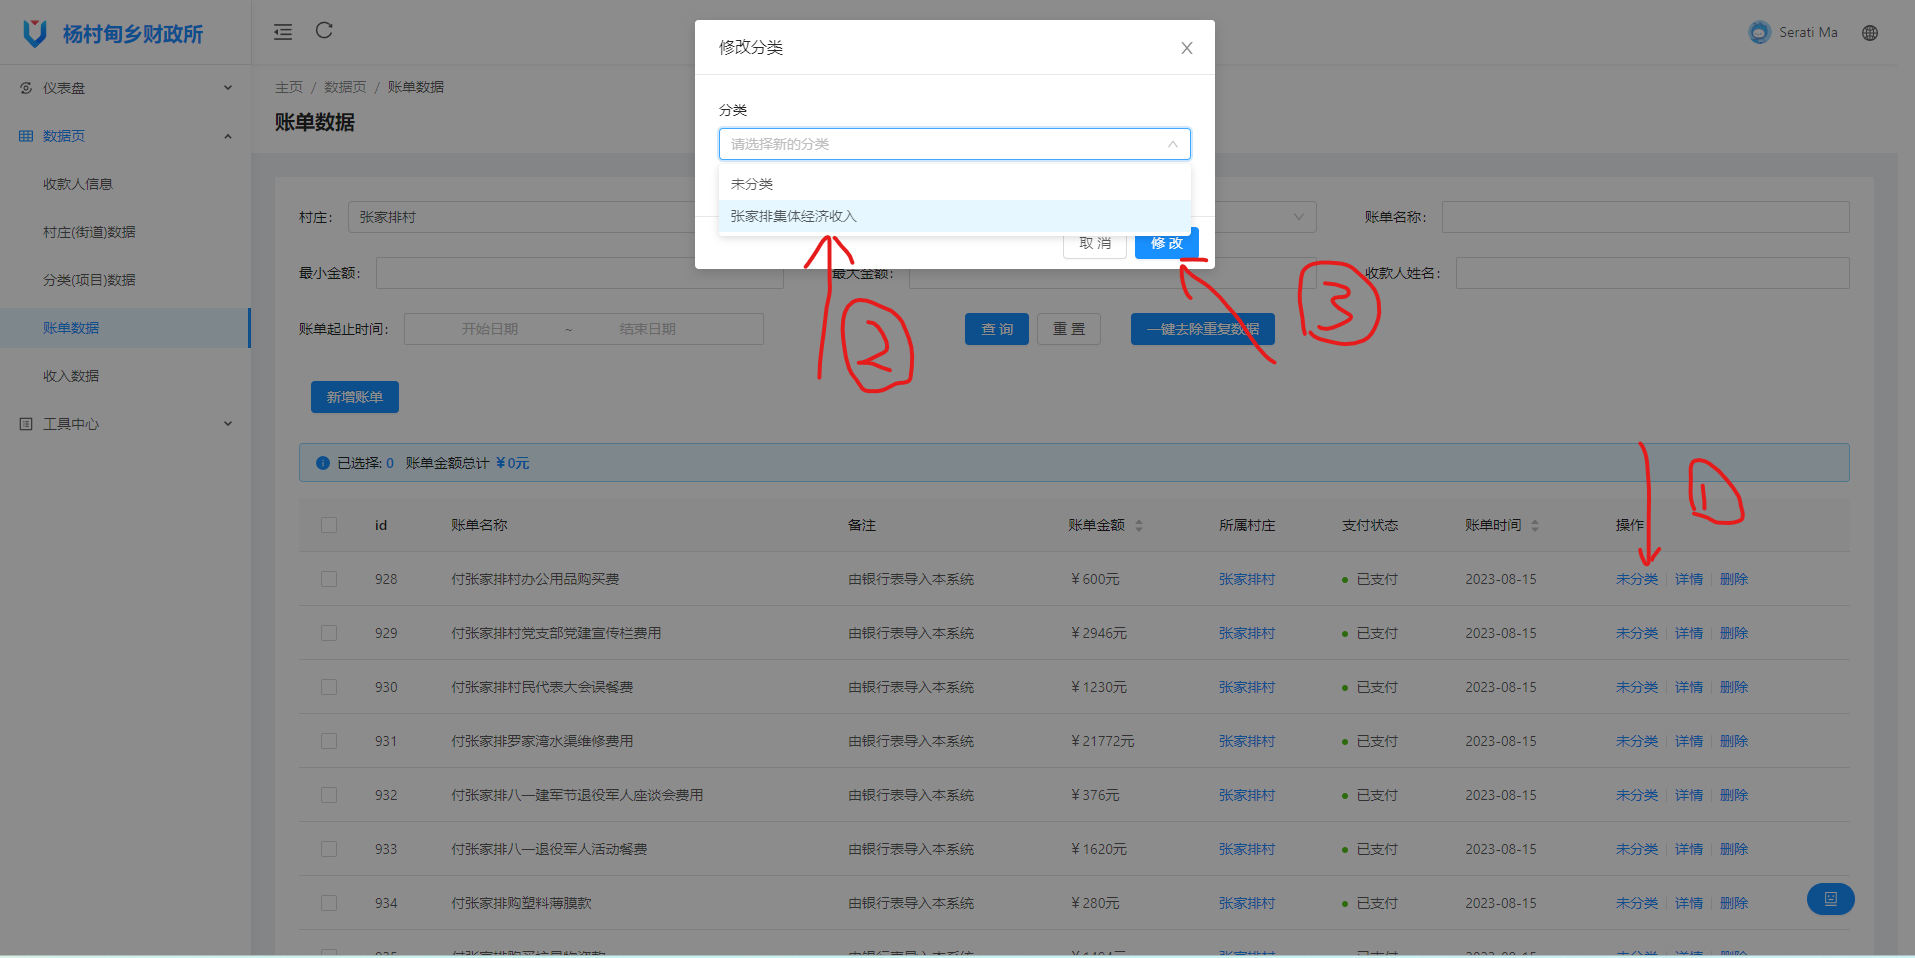 杨村甸乡财政所
Serati Ma
仪表盘
数据页
收款人信息
村庄(街道)数据
分类(项目)数据
账单数据
收入数据
工具中心
主页 / 数据页 / 账单数据
账单数据
修改分类
分类
请选择新的分类
未分类
张家排集体经济收入
取 消 修 改
村庄： 张家排村 账单名称：
最小金额： 最大金额： 收款人姓名：
账单起止时间： 开始日期 ~ 结束日期 查 询 重 置 一键去除重复数据
② ③ ①
新增账单
已选择: 0 账单金额总计 ￥0元
id 账单名称 备注 账单金额 所属村庄 支付状态 账单时间 操作
928 付张家排村办公用品购买费 由银行表导入本系统 ￥600元 张家排村 已支付 2023-08-15 未分类 详情 删除
929 付张家排村党支部党建宣传栏费用 由银行表导入本系统 ￥2946元 张家排村 已支付 2023-08-15 未分类 详情 删除
930 付张家排村民代表大会误餐费 由银行表导入本系统 ￥1230元 张家排村 已支付 2023-08-15 未分类 详情 删除
931 付张家排罗家湾水渠维修费用 由银行表导入本系统 ￥21772元 张家排村 已支付 2023-08-15 未分类 详情 删除
932 付张家排八一建军节退役军人座谈会费用 由银行表导入本系统 ￥376元 张家排村 已支付 2023-08-15 未分类 详情 删除
933 付张家排八一退役军人活动餐费 由银行表导入本系统 ￥1620元 张家排村 已支付 2023-08-15 未分类 详情 删除
934 付张家排购塑料薄膜款 由银行表导入本系统 ￥280元 张家排村 已支付 2023-08-15 未分类 详情 删除